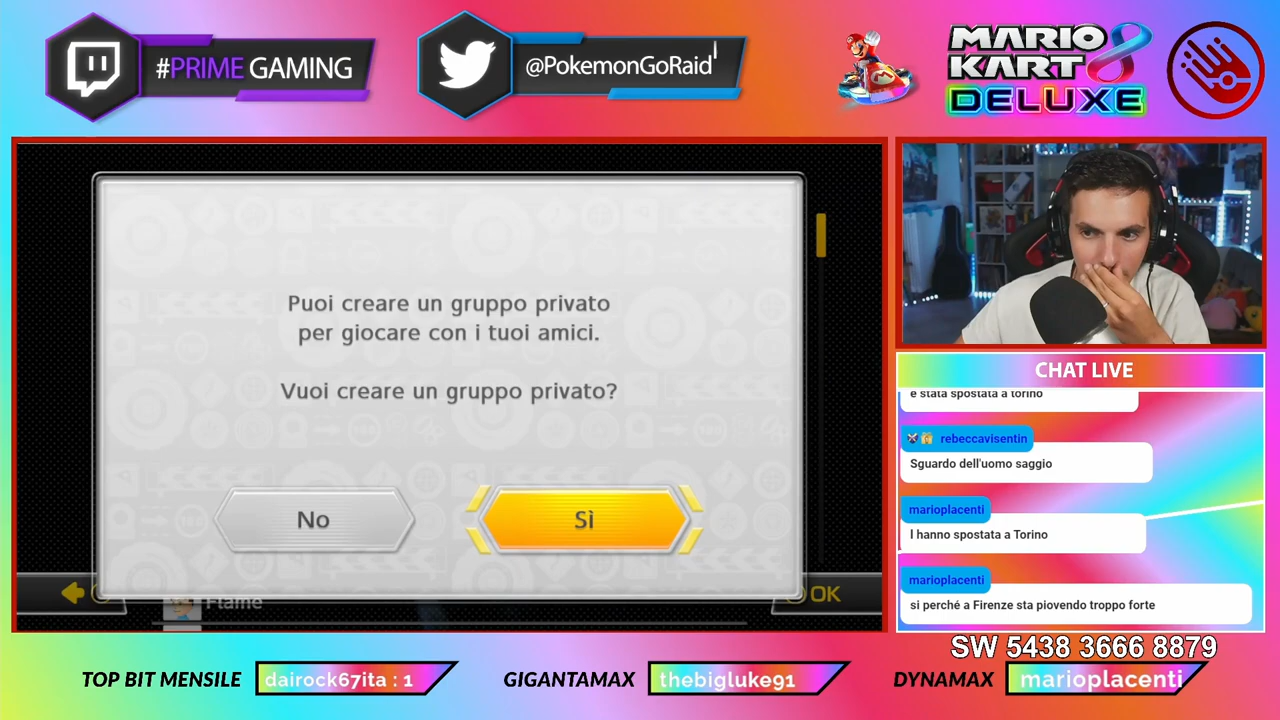 #PRIME GAMING
@PokemonGoRaid
MARIO
KART 8
DELUXE
Puoi creare un gruppo privato
per giocare con i tuoi amici.
Vuoi creare un gruppo privato?
No
Sì
OK
Flame
CHAT LIVE
è stata spostata a torino
rebeccavisentin
Sguardo dell'uomo saggio
marioplacenti
l hanno spostata a Torino
marioplacenti
si perché a Firenze sta piovendo troppo forte
SW 5438 3666 8879
TOP BIT MENSILE
dairock67ita : 1
GIGANTAMAX
thebigluke91
DYNAMAX
marioplacenti